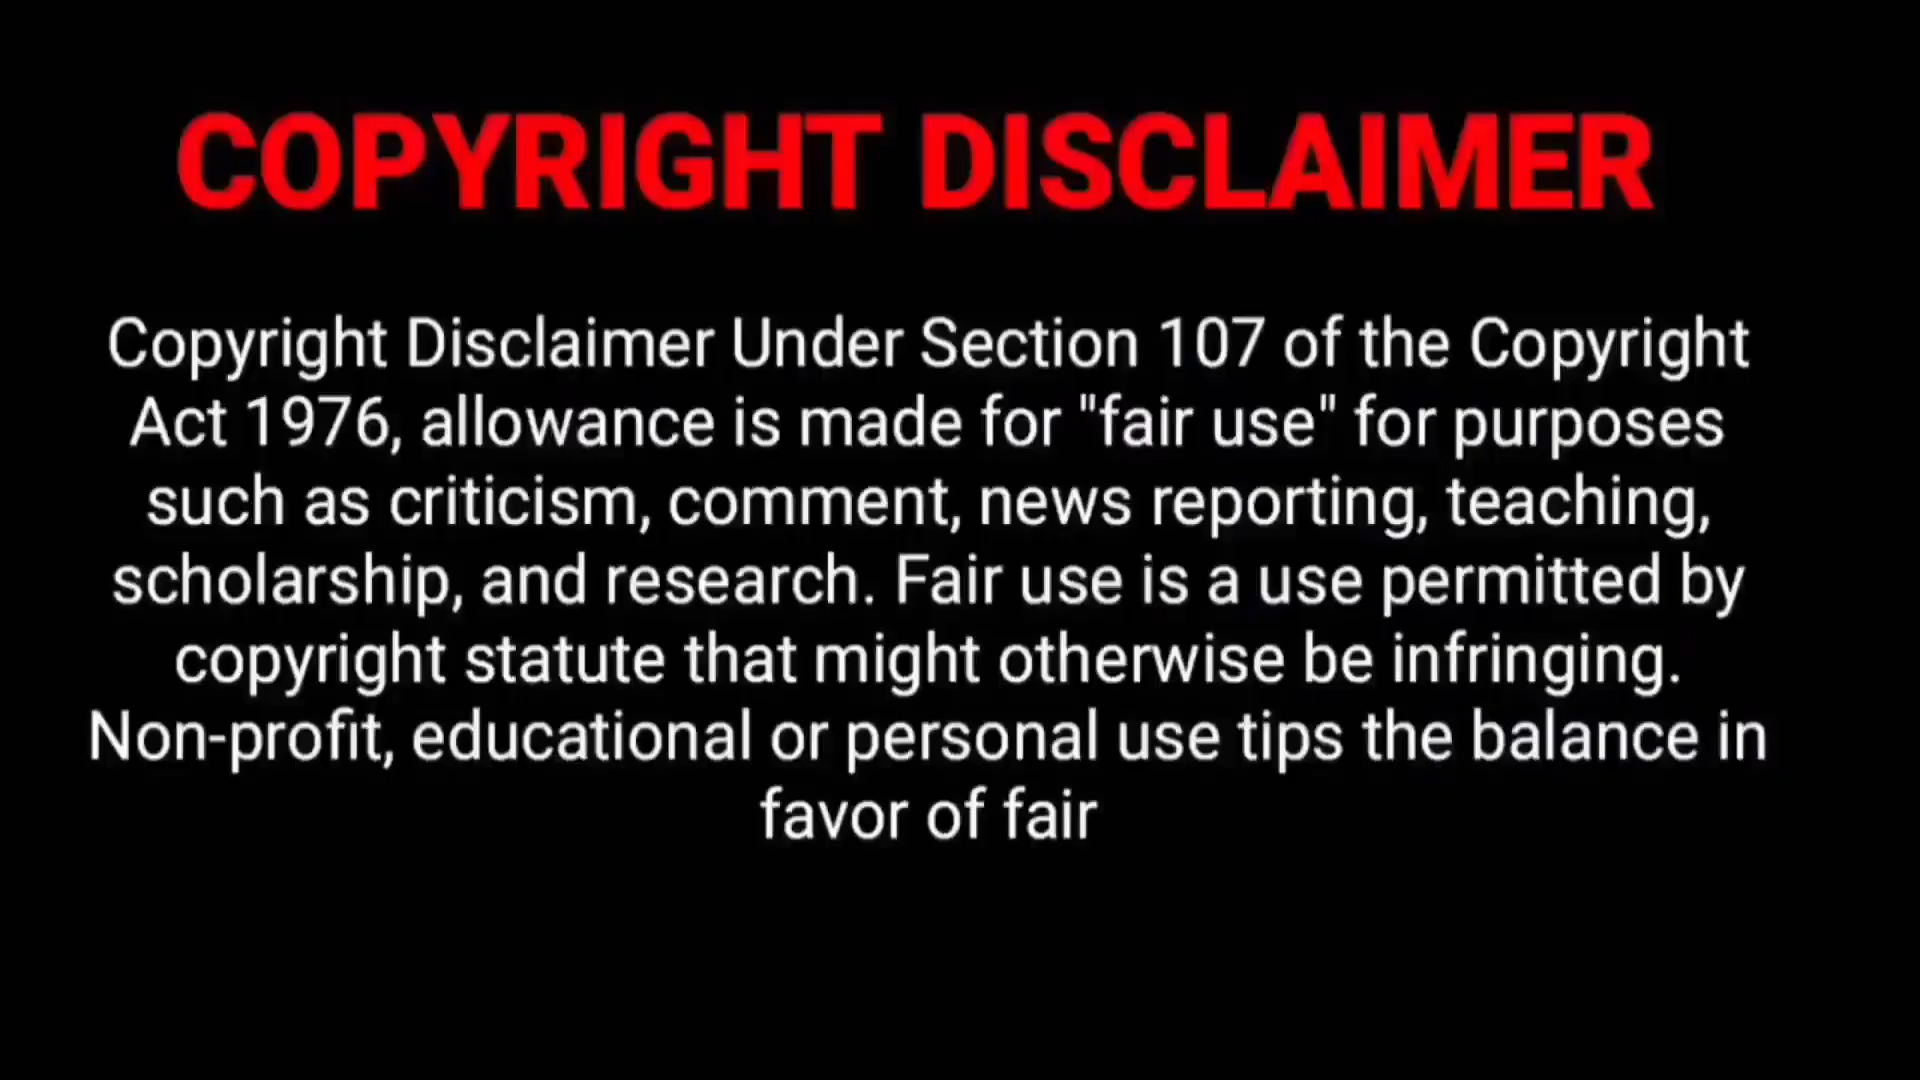 COPYRIGHT DISCLAIMER
Copyright Disclaimer Under Section 107 of the Copyright
Act 1976, allowance is made for "fair use" for purposes
such as criticism, comment, news reporting, teaching,
scholarship, and research. Fair use is a use permitted by
copyright statute that might otherwise be infringing.
Non-profit, educational or personal use tips the balance in
favor of fair